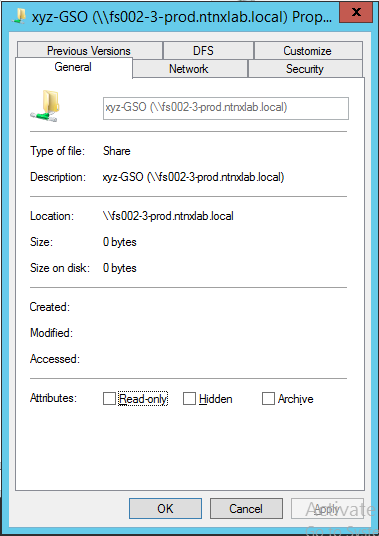 xyz-GSO (\\fs002-3-prod.ntnxlab.local) Prop...
x
Previous Versions DFS Customize
General Network Security
xyz-GSO (\\fs002-3-prod.ntnxlab.local)
Type of file: Share
Description: xyz-GSO (\\fs002-3-prod.ntnxlab.local)
Location: \\fs002-3-prod.ntnxlab.local
Size: 0 bytes
Size on disk: 0 bytes
Created:
Modified:
Accessed:
Attributes: Read-only Hidden Archive
OK Cancel Apply
Activate